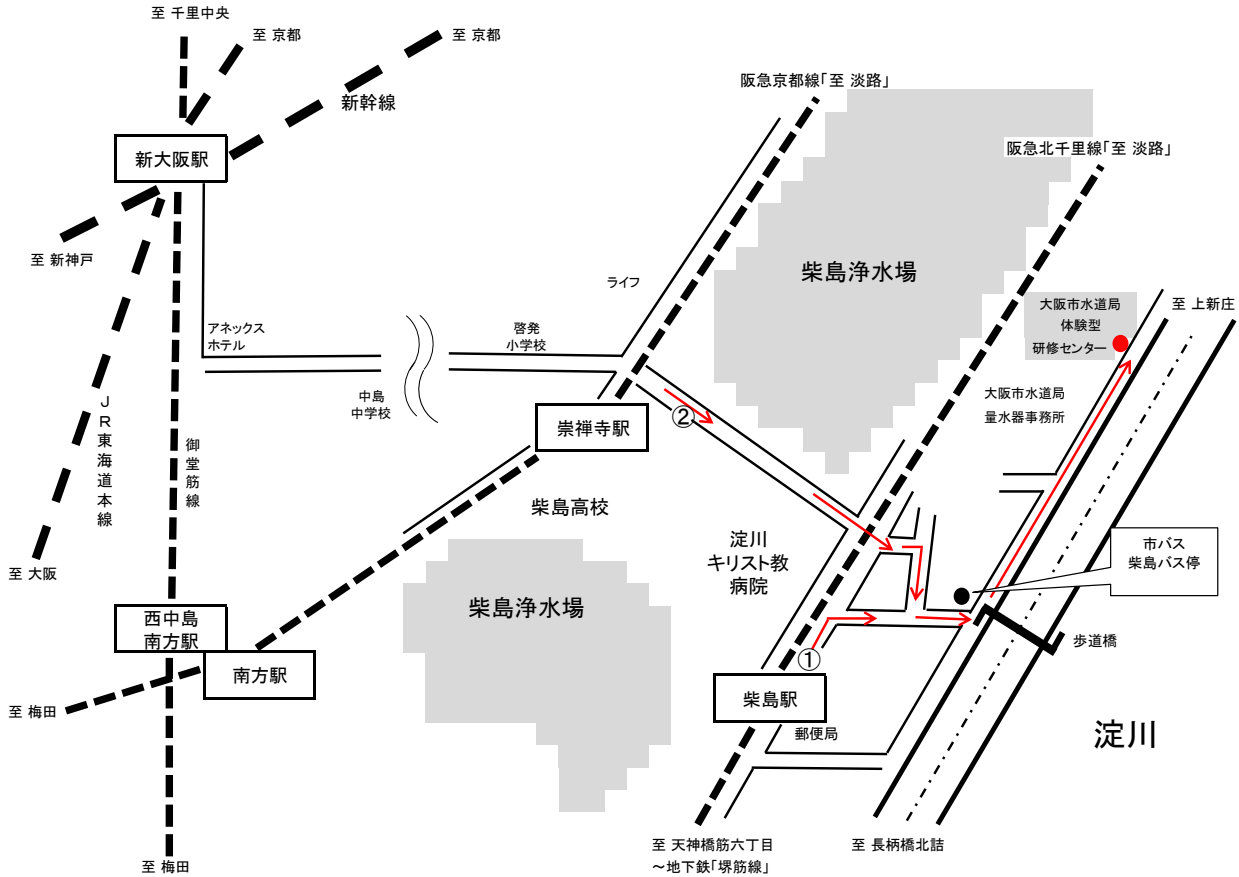 至 千里中央
至 京都
至 京都
新幹線
新大阪駅
至 新神戸
阪急京都線「至 淡路」
阪急北千里線「至 淡路」
柴島浄水場
ライフ
大阪市水道局
体験型
研修センター
至 上新庄
アネックス
ホテル
啓発
小学校
中島
中学校
JR東海道本線
御堂筋線
崇禅寺駅
②
大阪市水道局
量水器事務所
柴島高校
淀川
キリスト教
病院
市バス
柴島バス停
至 大阪
柴島浄水場
西中島
南方駅
南方駅
①
歩道橋
柴島駅
至 梅田
郵便局
淀川
至 梅田
至 天神橋筋六丁目
～地下鉄「堺筋線」
至 長柄橋北詰